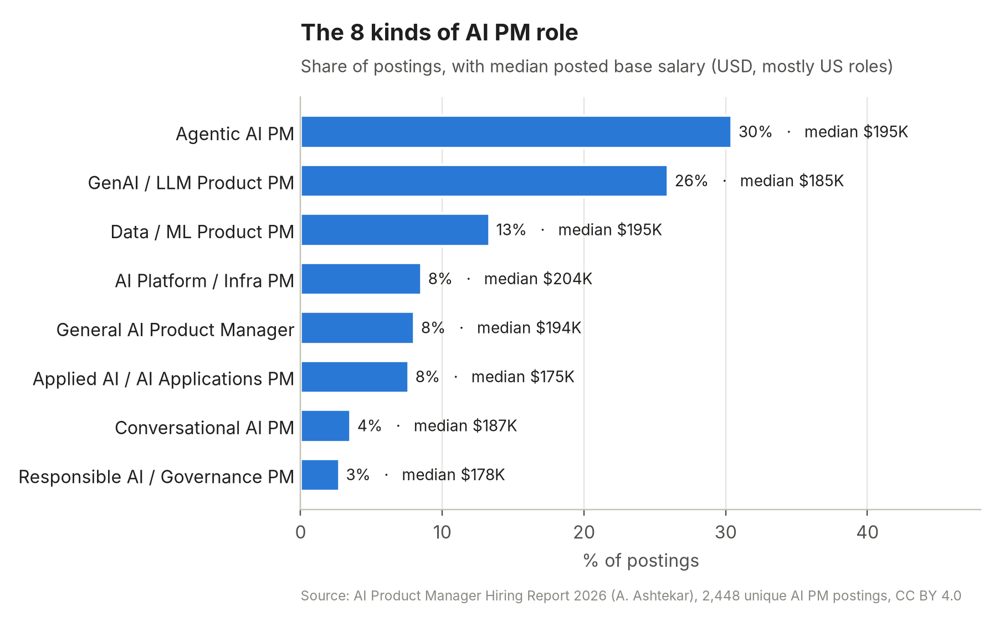 The 8 kinds of AI PM role
Share of postings, with median posted base salary (USD, mostly US roles)
Agentic AI PM 30% · median $195K
GenAI / LLM Product PM 26% · median $185K
Data / ML Product PM 13% · median $195K
AI Platform / Infra PM 8% · median $204K
General AI Product Manager 8% · median $194K
Applied AI / AI Applications PM 8% · median $175K
Conversational AI PM 4% · median $187K
Responsible AI / Governance PM 3% · median $178K
0 10 20 30 40
% of postings
Source: AI Product Manager Hiring Report 2026 (A. Ashtekar), 2,448 unique AI PM postings, CC BY 4.0